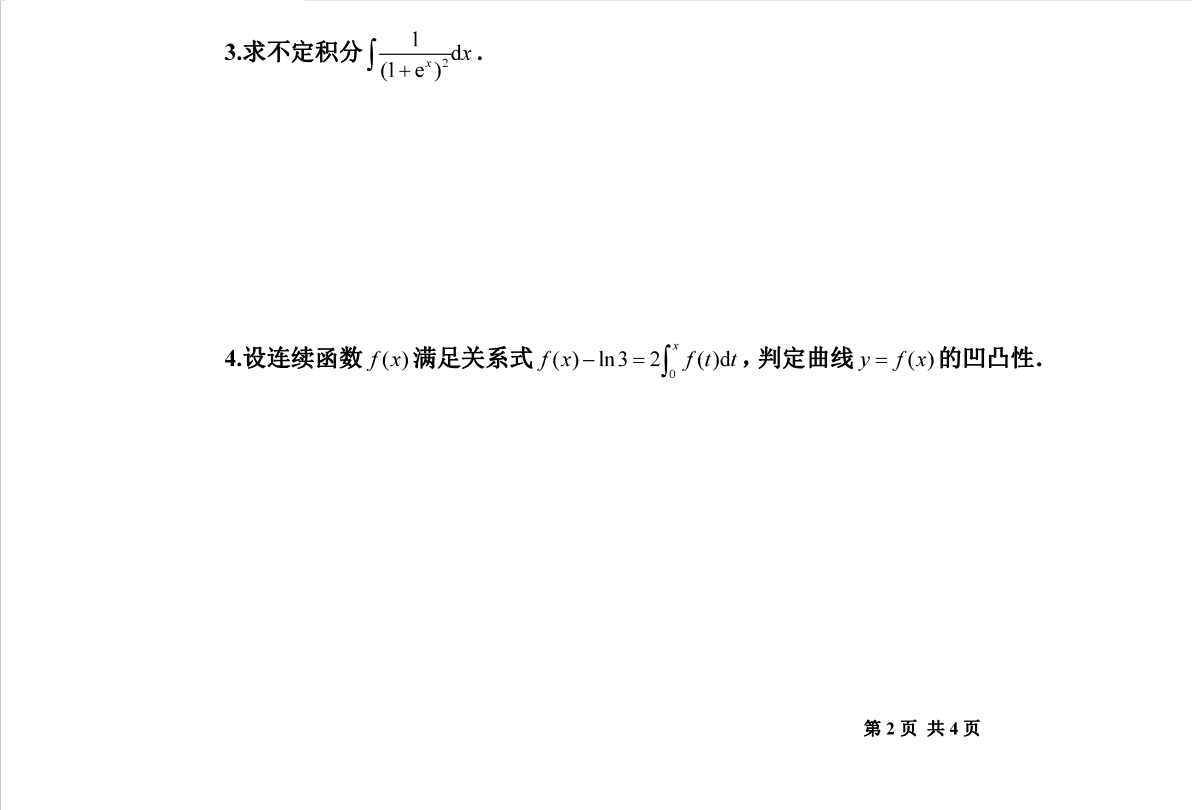 3.求不定积分∫ 1/(1+e^x)^2 dx .
4.设连续函数 f(x) 满足关系式 f(x)−ln3=2∫_0^x f(t)dt，判定曲线 y=f(x) 的凹凸性.
第 2 页 共 4 页